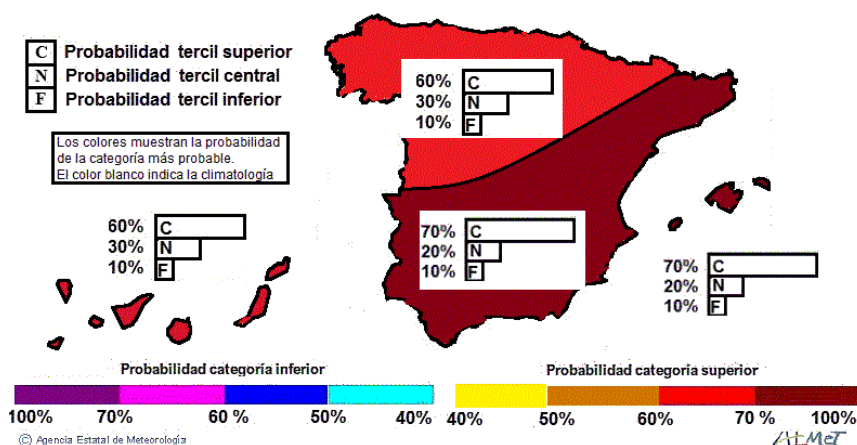 C Probabilidad tercil superior
N Probabilidad tercil central
F Probabilidad tercil inferior
Los colores muestran la probabilidad
de la categoría más probable.
El color blanco indica la climatología
60% C
30% N
10% F
60% C
30% N
10% F
70% C
20% N
10% F
70% C
20% N
10% F
Probabilidad categoría inferior
Probabilidad categoría superior
100% 70% 60 % 50% 40%
40% 50% 60% 70 % 100%
© Agencia Estatal de Meteorología
AEMeT